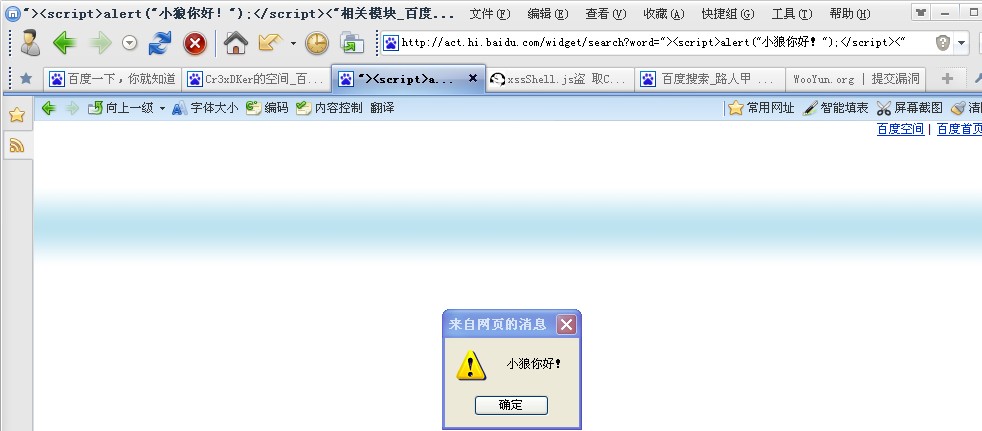 "><script>alert("小狼你好！");</script><"相关模块_百度... 文件(F) 编辑(E) 查看(V) 收藏(A) 快捷组(G) 工具(T) 帮助(H)
http://act.hi.baidu.com/widget/search?word="><script>alert("小狼你好！");</script><"
百度一下，你就知道 Cr3xDKer的空间_百... "><script>a... xssShell.js盗 取C... 百度搜索_路人甲 ... WooYun.org | 提交漏洞
向上一级 字体大小 编码 内容控制 翻译 常用网址 智能填表 屏幕截图
百度空间 | 百度首页
来自网页的消息
小狼你好！
确定